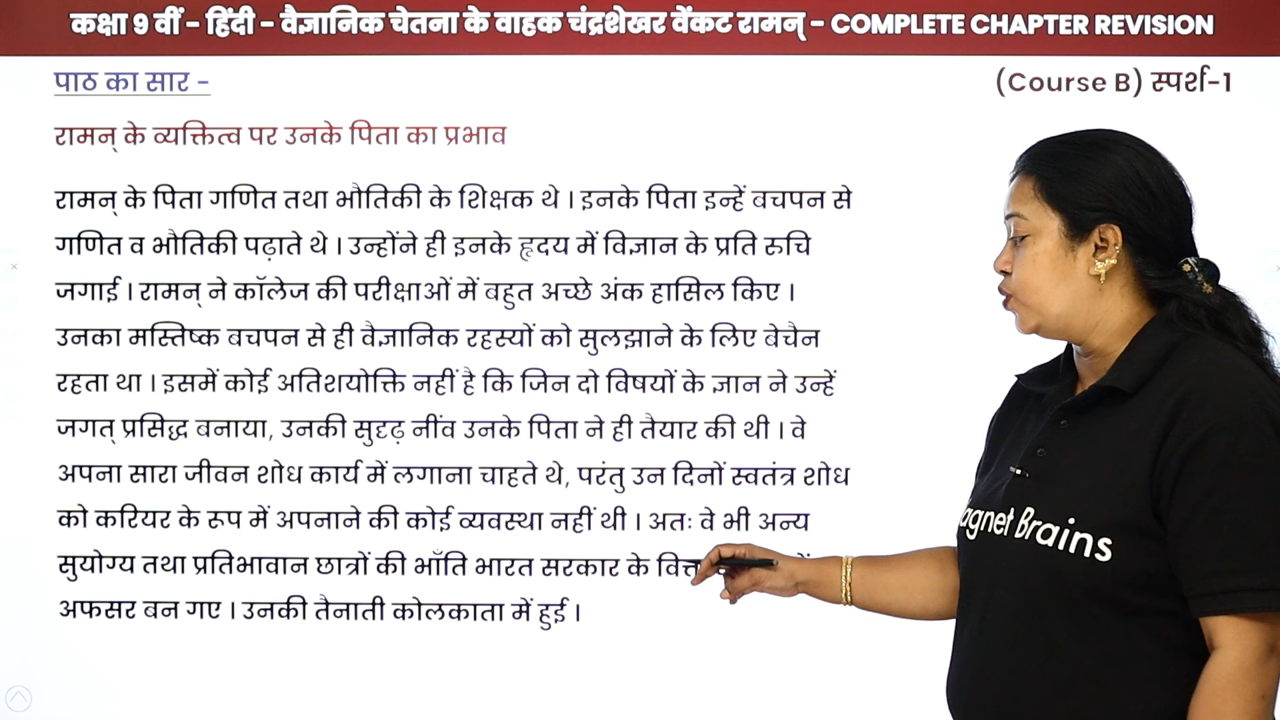 कक्षा 9 वीं - हिंदी - वैज्ञानिक चेतना के वाहक चंद्रशेखर वेंकट रामन् - COMPLETE CHAPTER REVISION
पाठ का सार -
(Course B) स्पर्श-1
रामन् के व्यक्तित्व पर उनके पिता का प्रभाव
रामन् के पिता गणित तथा भौतिकी के शिक्षक थे । इनके पिता इन्हें बचपन से
गणित व भौतिकी पढ़ाते थे । उन्होंने ही इनके हृदय में विज्ञान के प्रति रुचि
जगाई । रामन् ने कॉलेज की परीक्षाओं में बहुत अच्छे अंक हासिल किए ।
उनका मस्तिष्क बचपन से ही वैज्ञानिक रहस्यों को सुलझाने के लिए बेचैन
रहता था । इसमें कोई अतिशयोक्ति नहीं है कि जिन दो विषयों के ज्ञान ने उन्हें
जगत् प्रसिद्ध बनाया, उनकी सुदृढ़ नींव उनके पिता ने ही तैयार की थी । वे
अपना सारा जीवन शोध कार्य में लगाना चाहते थे, परंतु उन दिनों स्वतंत्र शोध
को करियर के रूप में अपनाने की कोई व्यवस्था नहीं थी । अतः वे भी अन्य
सुयोग्य तथा प्रतिभावान छात्रों की भाँति भारत सरकार के वित्त
अफसर बन गए । उनकी तैनाती कोलकाता में हुई ।
agnet Brains